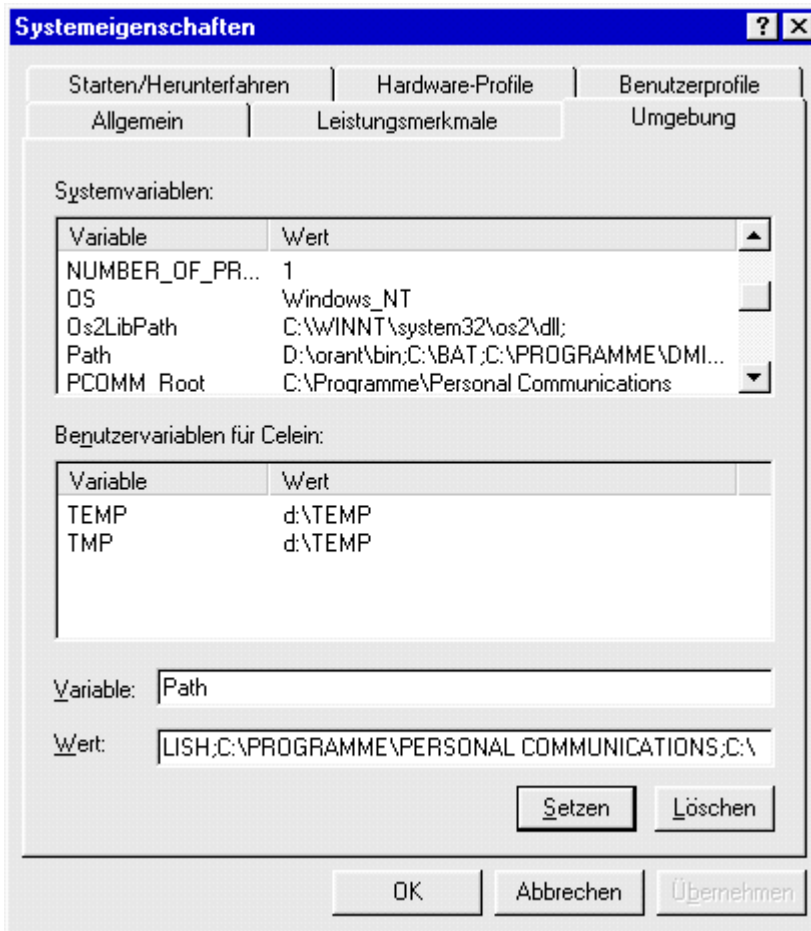 Systemeigenschaften
Starten/Herunterfahren Hardware-Profile Benutzerprofile
Allgemein Leistungsmerkmale Umgebung
Systemvariablen:
Variable Wert
NUMBER_OF_PR... 1
OS Windows_NT
Os2LibPath C:\WINNT\system32\os2\dll;
Path D:\orant\bin;C:\BAT;C:\PROGRAMME\DMI...
PCOMM_Root C:\Programme\Personal Communications
Benutzervariablen für Celein:
Variable Wert
TEMP d:\TEMP
TMP d:\TEMP
Variable: Path
Wert: LISH;C:\PROGRAMME\PERSONAL COMMUNICATIONS;C:\
Setzen Löschen
OK Abbrechen Übernehmen